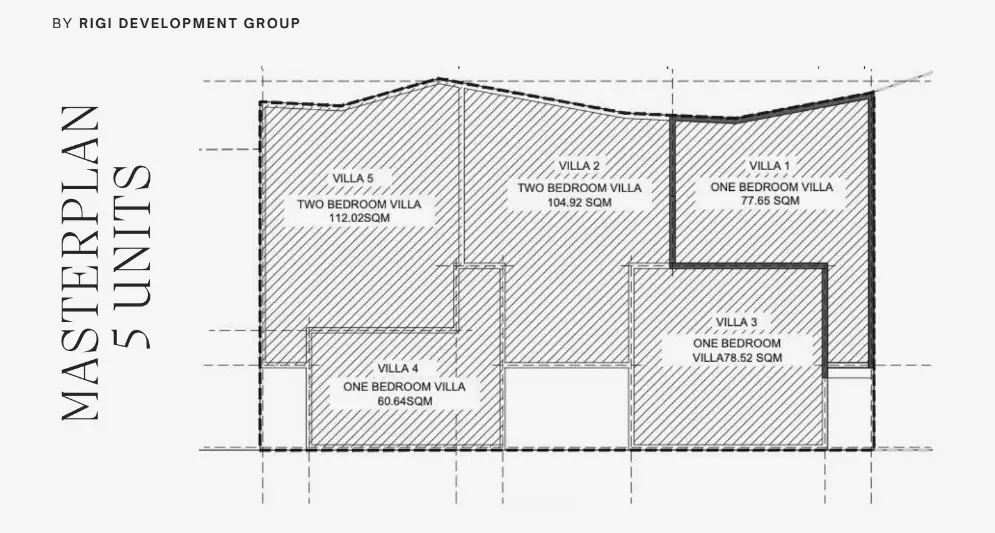 BY RIGI DEVELOPMENT GROUP
MASTERPLAN
5 UNITS
VILLA 5
TWO BEDROOM VILLA
112.02SQM
VILLA 2
TWO BEDROOM VILLA
104.92 SQM
VILLA 1
ONE BEDROOM VILLA
77.65 SQM
VILLA 4
ONE BEDROOM VILLA
60.64SQM
VILLA 3
ONE BEDROOM
VILLA78.52 SQM